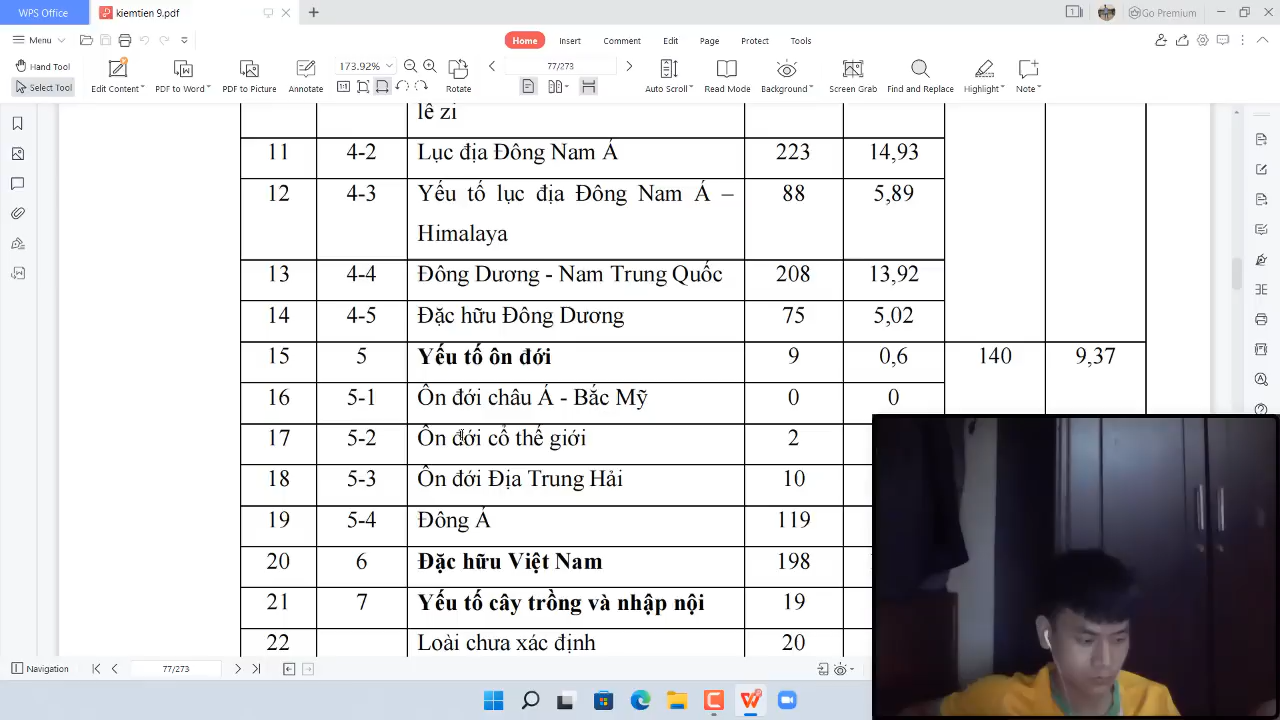 WPS Office
kiemtien 9.pdf
Go Premium
Menu
Home Insert Comment Edit Page Protect Tools
Hand Tool
Select Tool
Edit Content
PDF to Word
PDF to Picture
Annotate
173.92%
Rotate
77/273
Auto Scroll
Read Mode
Background
Screen Grab
Find and Replace
Highlight
Note
lê zi
11 4-2 Lục địa Đông Nam Á 223 14,93
12 4-3 Yếu tố lục địa Đông Nam Á – 88 5,89
Himalaya
13 4-4 Đông Dương - Nam Trung Quốc 208 13,92
14 4-5 Đặc hữu Đông Dương 75 5,02
15 5 Yếu tố ôn đới 9 0,6 140 9,37
16 5-1 Ôn đới châu Á - Bắc Mỹ 0 0
17 5-2 Ôn đới cổ thế giới 2
18 5-3 Ôn đới Địa Trung Hải 10
19 5-4 Đông Á 119
20 6 Đặc hữu Việt Nam 198
21 7 Yếu tố cây trồng và nhập nội 19
22 Loài chưa xác định 20
Navigation
77/273